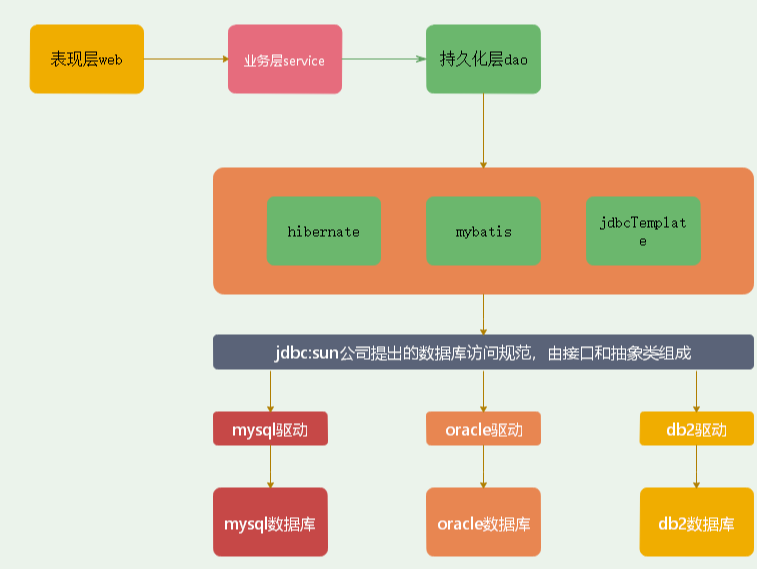 表现层web
业务层service
持久化层dao
hibernate
mybatis
jdbcTemplat
e
jdbc:sun公司提出的数据库访问规范，由接口和抽象类组成
mysql驱动
oracle驱动
db2驱动
mysql数据库
oracle数据库
db2数据库